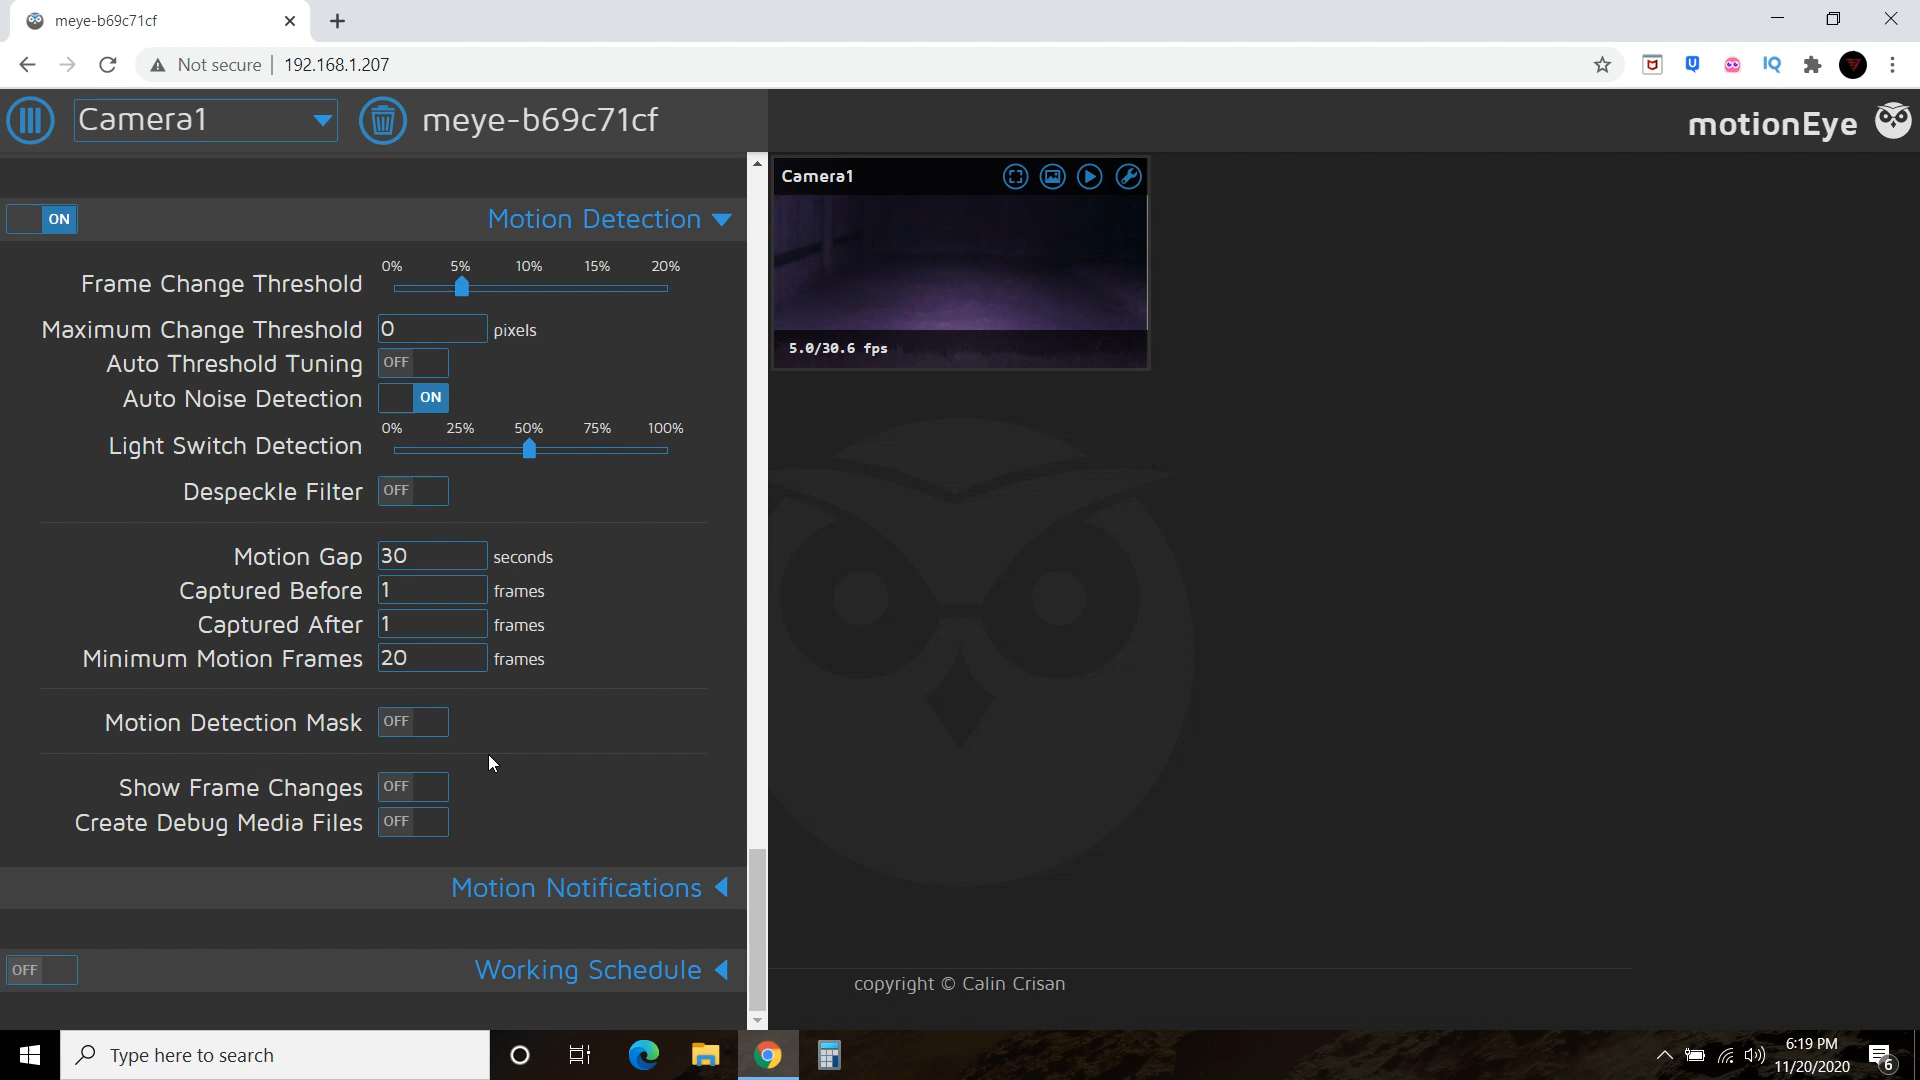 meye-b69c71cf
Not secure | 192.168.1.207
IQ
Camera1
meye-b69c71cf
motionEye
ON
Motion Detection
Frame Change Threshold
0% 5% 10% 15% 20%
Maximum Change Threshold 0 pixels
Auto Threshold Tuning OFF
Auto Noise Detection ON
Light Switch Detection
0% 25% 50% 75% 100%
Despeckle Filter OFF
Motion Gap 30 seconds
Captured Before 1 frames
Captured After 1 frames
Minimum Motion Frames 20 frames
Motion Detection Mask OFF
Show Frame Changes OFF
Create Debug Media Files OFF
Motion Notifications
OFF
Working Schedule
Camera1
5.0/30.6 fps
copyright © Calin Crisan
Type here to search
6:19 PM
11/20/2020
6